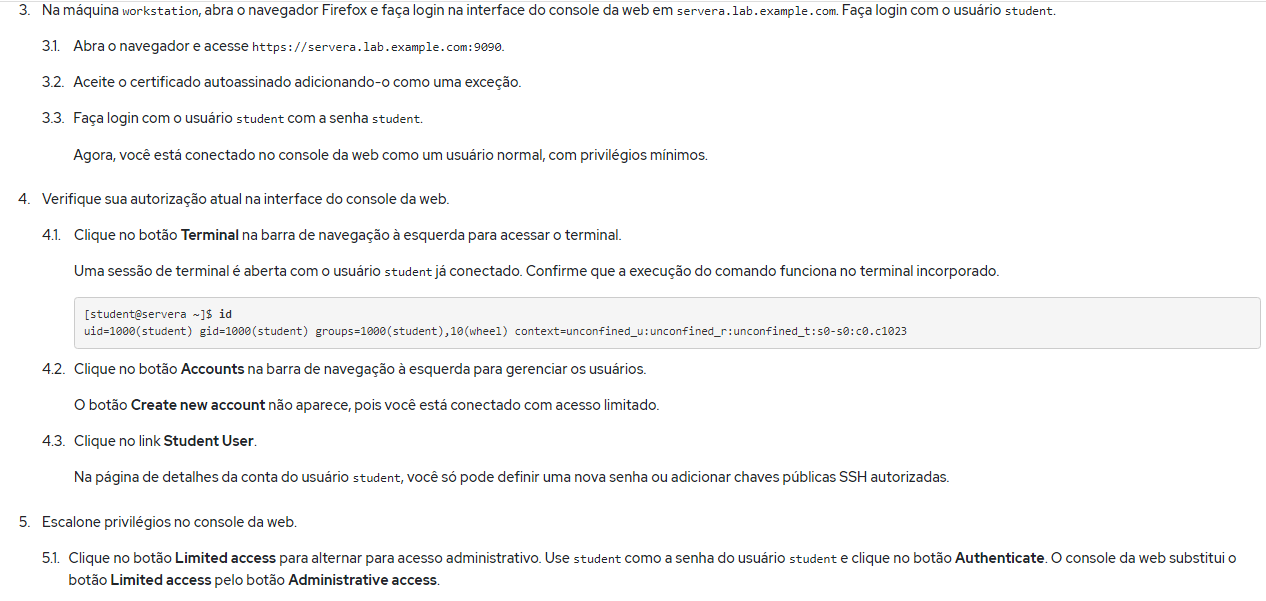 3. Na máquina workstation, abra o navegador Firefox e faça login na interface do console da web em servera.lab.example.com. Faça login com o usuário student.
3.1. Abra o navegador e acesse https://servera.lab.example.com:9090.
3.2. Aceite o certificado autoassinado adicionando-o como uma exceção.
3.3. Faça login com o usuário student com a senha student.
Agora, você está conectado no console da web como um usuário normal, com privilégios mínimos.
4. Verifique sua autorização atual na interface do console da web.
4.1. Clique no botão Terminal na barra de navegação à esquerda para acessar o terminal.
Uma sessão de terminal é aberta com o usuário student já conectado. Confirme que a execução do comando funciona no terminal incorporado.
[student@servera ~]$ id
uid=1000(student) gid=1000(student) groups=1000(student),10(wheel) context=unconfined_u:unconfined_r:unconfined_t:s0-s0:c0.c1023
4.2. Clique no botão Accounts na barra de navegação à esquerda para gerenciar os usuários.
O botão Create new account não aparece, pois você está conectado com acesso limitado.
4.3. Clique no link Student User.
Na página de detalhes da conta do usuário student, você só pode definir uma nova senha ou adicionar chaves públicas SSH autorizadas.
5. Escalone privilégios no console da web.
5.1. Clique no botão Limited access para alternar para acesso administrativo. Use student como a senha do usuário student e clique no botão Authenticate. O console da web substitui o
botão Limited access pelo botão Administrative access.